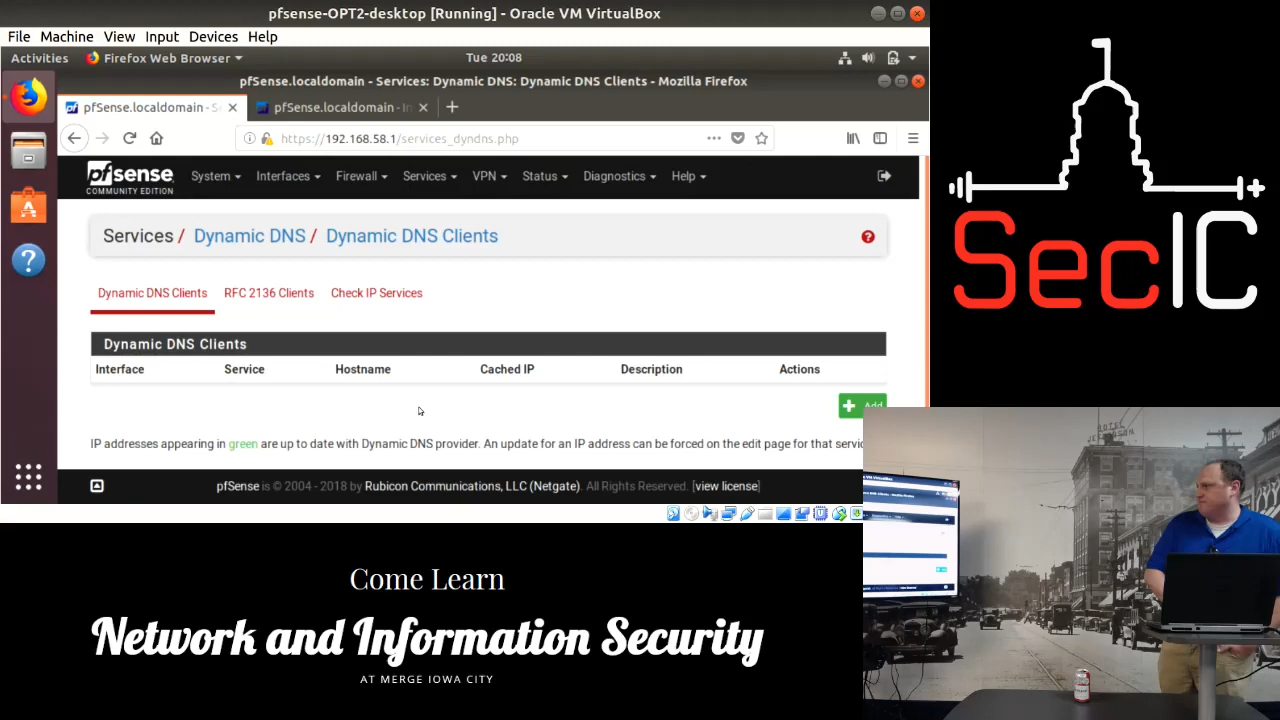 pfsense-OPT2-desktop [Running] - Oracle VM VirtualBox
File Machine View Input Devices Help
Activities Firefox Web Browser Tue 20:08
pfSense.localdomain - Services: Dynamic DNS: Dynamic DNS Clients - Mozilla Firefox
pfSense.localdomain - S pfSense.localdomain - In
https://192.168.58.1/services_dyndns.php
pfsense COMMUNITY EDITION System Interfaces Firewall Services VPN Status Diagnostics Help
Services / Dynamic DNS / Dynamic DNS Clients
Dynamic DNS Clients RFC 2136 Clients Check IP Services
Dynamic DNS Clients
Interface Service Hostname Cached IP Description Actions
Add
IP addresses appearing in green are up to date with Dynamic DNS provider. An update for an IP address can be forced on the edit page for that servic
pfSense is © 2004 - 2018 by Rubicon Communications, LLC (Netgate). All Rights Reserved. [view license]
SecIC
Come Learn
Network and Information Security
AT MERGE IOWA CITY
HOTEL